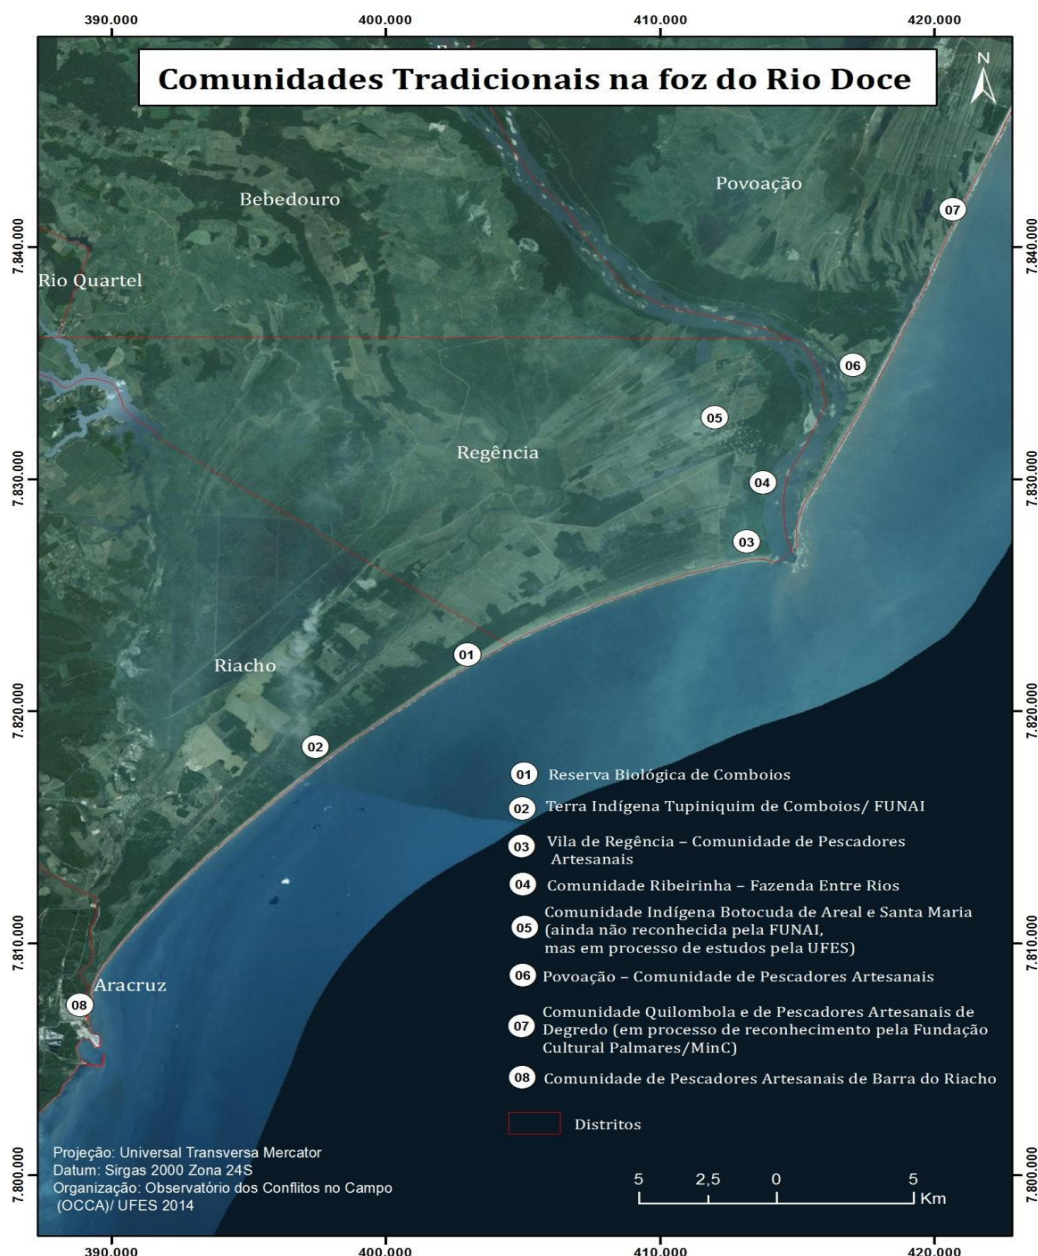 390.000
400.000
410.000
420.000
Comunidades Tradicionais na foz do Rio Doce
N
Povoação
Bebedouro
07
7.840.000
7.840.000
Rio Quartel
06
05
Regência
04
7.830.000
7.830.000
03
01
Riacho
7.820.000
7.820.000
02
01 Reserva Biológica de Comboios
02 Terra Indígena Tupiniquim de Comboios/ FUNAI
03 Vila de Regência – Comunidade de Pescadores
Artesanais
04 Comunidade Ribeirinha – Fazenda Entre Rios
05 Comunidade Indígena Botocuda de Areal e Santa Maria
(ainda não reconhecida pela FUNAI,
mas em processo de estudos pela UFES)
7.810.000
7.810.000
06 Povoação – Comunidade de Pescadores Artesanais
Aracruz
08
07 Comunidade Quilombola e de Pescadores Artesanais de
Degredo (em processo de reconhecimento pela Fundação
Cultural Palmares/MinC)
08 Comunidade de Pescadores Artesanais de Barra do Riacho
Distritos
Projeção: Universal Transversa Mercator
Datum: Sirgas 2000 Zona 24S
Organização: Observatório dos Conflitos no Campo
(OCCA)/ UFES 2014
7.800.000
7.800.000
5 2,5 0 5
Km
390.000
400.000
410.000
420.000